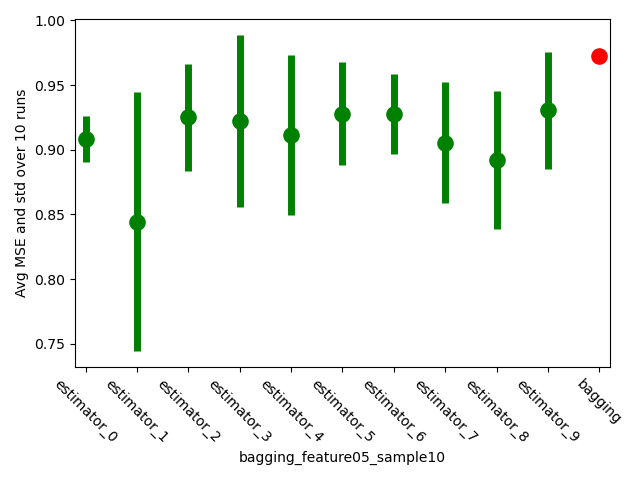 1.00
0.95
0.90
0.85
0.80
0.75
Avg MSE and std over 10 runs
estimator_0
estimator_1
estimator_2
estimator_3
estimator_4
estimator_5
estimator_6
estimator_7
estimator_8
estimator_9
bagging
bagging_feature05_sample10